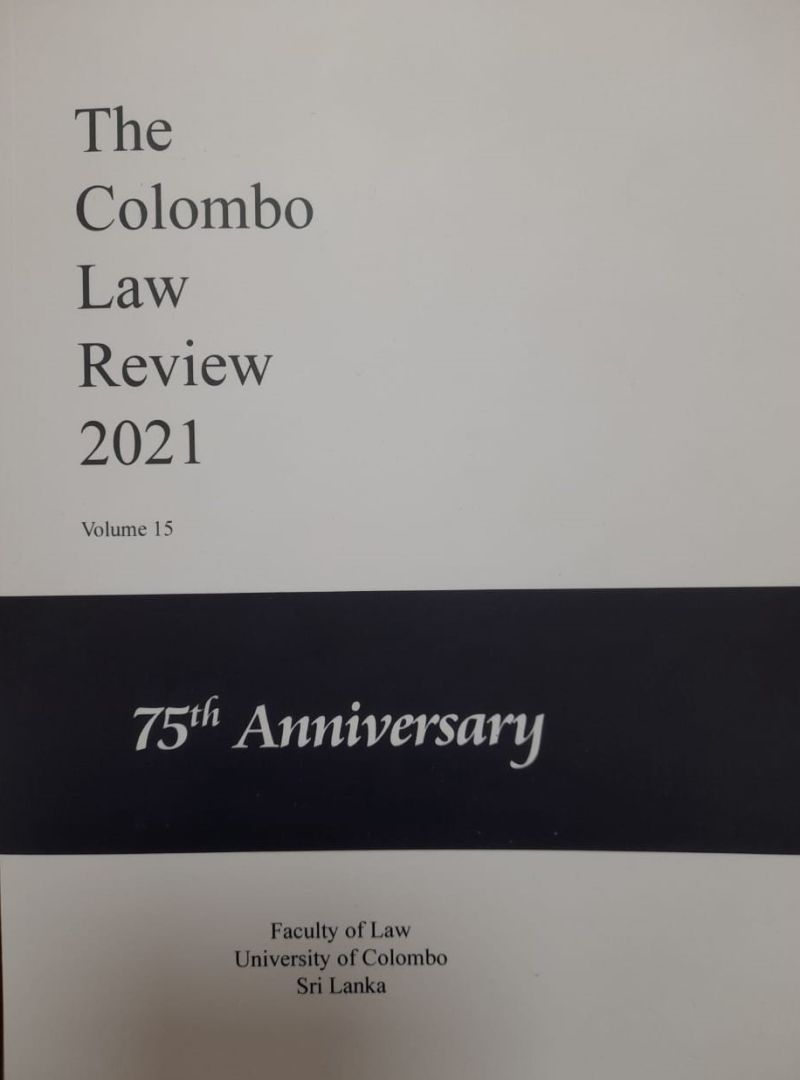 The
Colombo
Law
Review
2021
Volume 15
75th Anniversary
Faculty of Law
University of Colombo
Sri Lanka